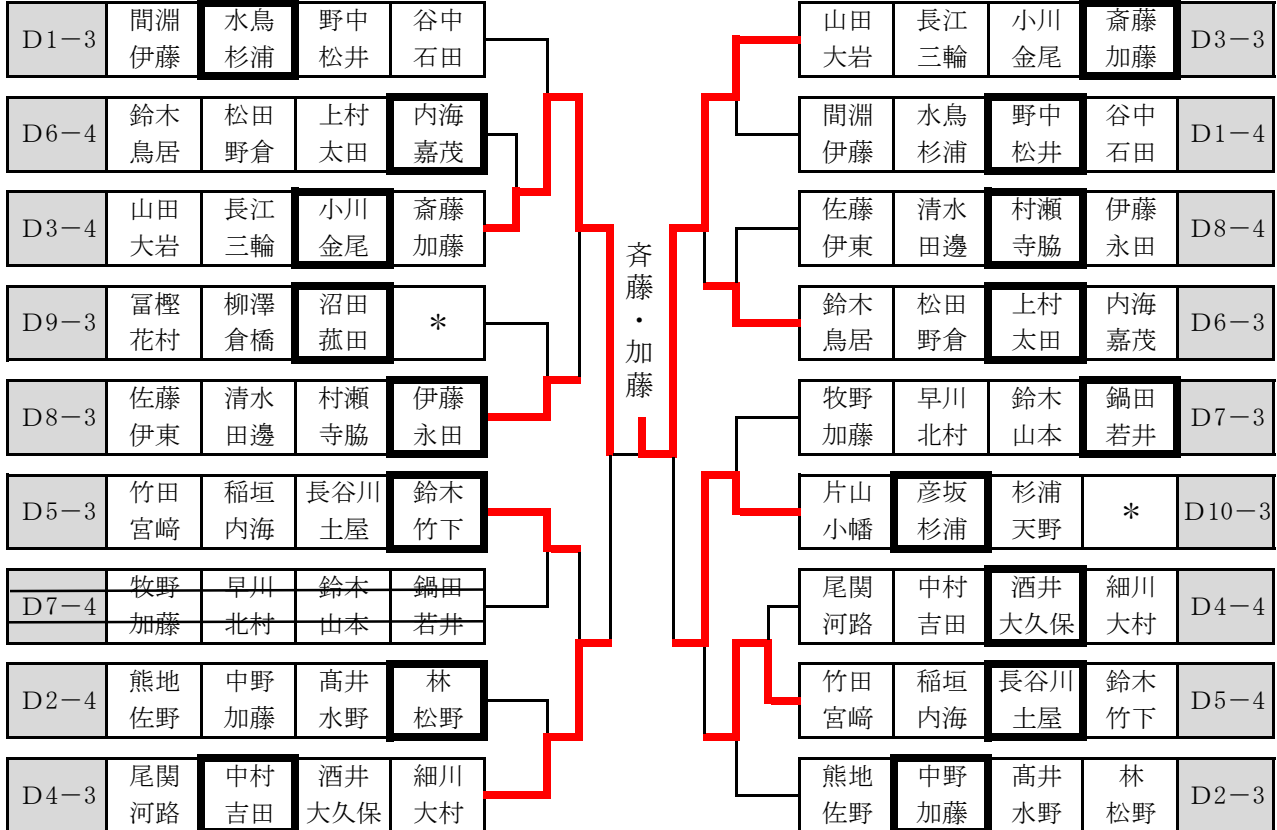 D1-3 間淵 水鳥 野中 谷中
伊藤 杉浦 松井 石田
D6-4 鈴木 松田 上村 内海
鳥居 野倉 太田 嘉茂
D3-4 山田 長江 小川 斎藤
大岩 三輪 金尾 加藤
D9-3 冨樫 柳澤 沼田 *
花村 倉橋 菰田
D8-3 佐藤 清水 村瀬 伊藤
伊東 田邊 寺脇 永田
D5-3 竹田 稲垣 長谷川 鈴木
宮﨑 内海 土屋 竹下
D7-4 牧野 早川 鈴木 鍋田
加藤 北村 山本 若井
D2-4 熊地 中野 髙井 林
佐野 加藤 水野 松野
D4-3 尾関 中村 酒井 細川
河路 吉田 大久保 大村
斉藤・加藤
山田 長江 小川 斎藤 D3-3
大岩 三輪 金尾 加藤
間淵 水鳥 野中 谷中 D1-4
伊藤 杉浦 松井 石田
佐藤 清水 村瀬 伊藤 D8-4
伊東 田邊 寺脇 永田
鈴木 松田 上村 内海 D6-3
鳥居 野倉 太田 嘉茂
牧野 早川 鈴木 鍋田 D7-3
加藤 北村 山本 若井
片山 彦坂 杉浦 * D10-3
小幡 杉浦 天野
尾関 中村 酒井 細川 D4-4
河路 吉田 大久保 大村
竹田 稲垣 長谷川 鈴木 D5-4
宮﨑 内海 土屋 竹下
熊地 中野 髙井 林 D2-3
佐野 加藤 水野 松野